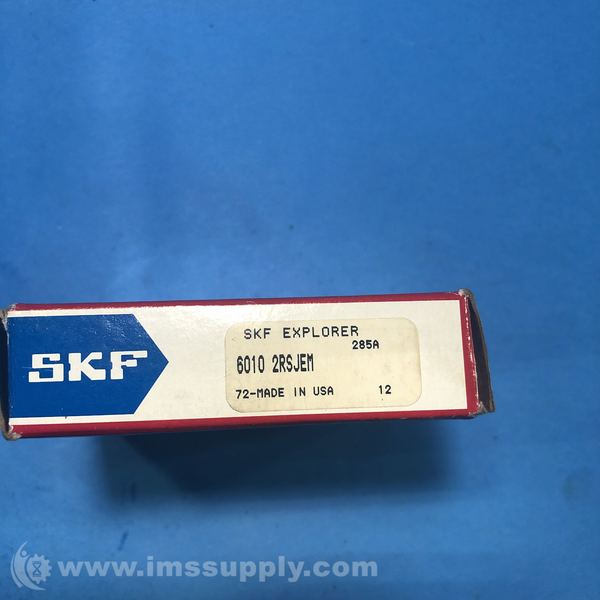 SKF
SKF EXPLORER
285A
6010 2RSJEM
72-MADE IN USA 12
www.imssupply.com